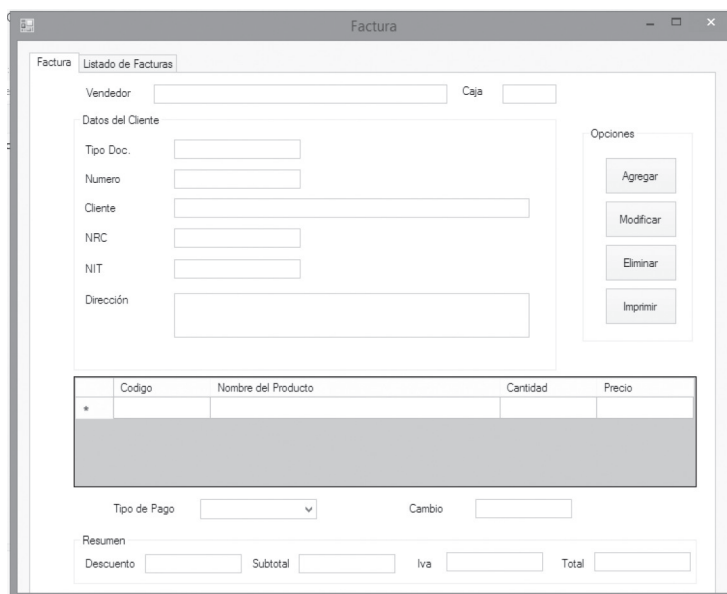 Factura
Factura Listado de Facturas
Vendedor Caja
Datos del Cliente
Tipo Doc.
Numero
Cliente
NRC
NIT
Dirección
Opciones
Agregar
Modificar
Eliminar
Imprimir
Codigo Nombre del Producto Cantidad Precio
*
Tipo de Pago Cambio
Resumen
Descuento Subtotal Iva Total